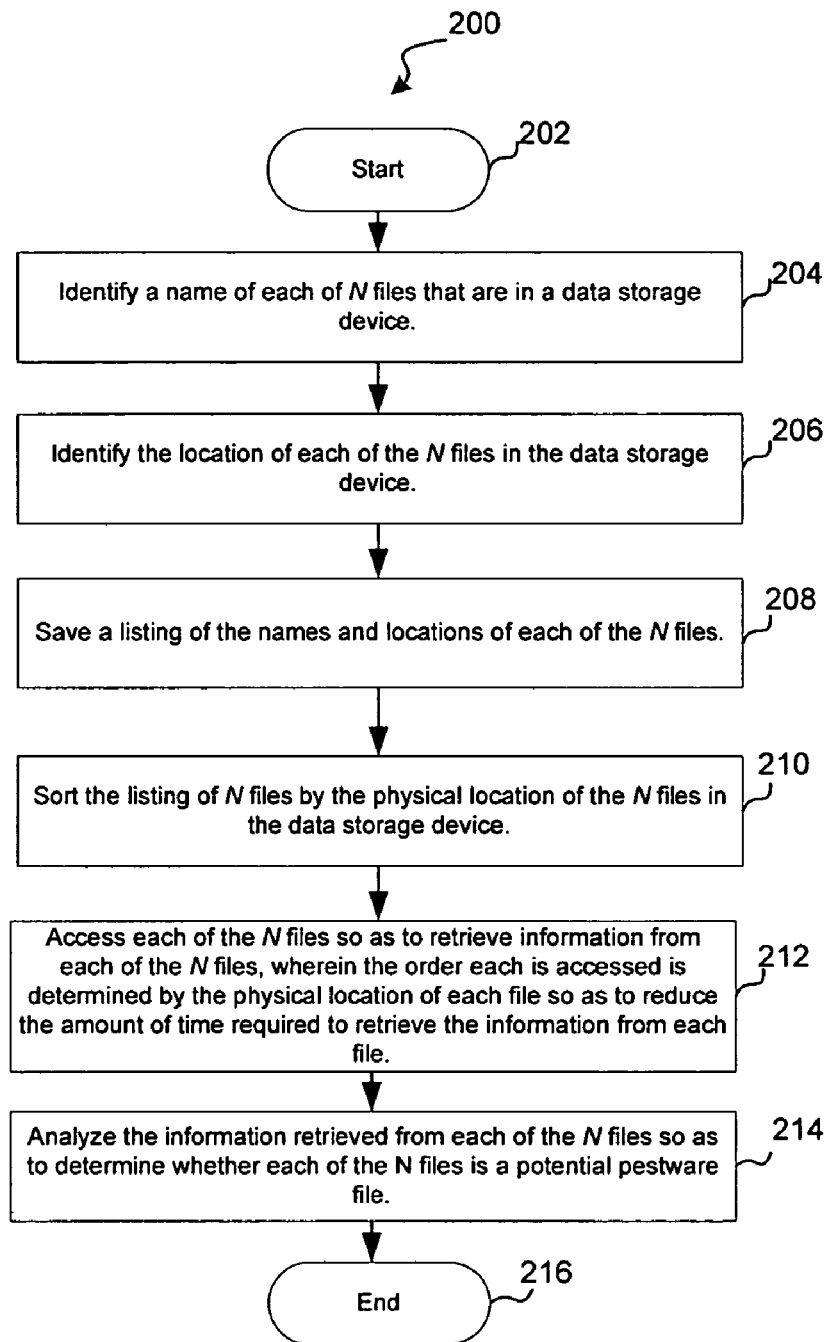 200
Start
202
Identify a name of each of N files that are in a data storage
device.
204
Identify the location of each of the N files in the data storage
device.
206
Save a listing of the names and locations of each of the N files.
208
Sort the listing of N files by the physical location of the N files in
the data storage device.
210
Access each of the N files so as to retrieve information from
each of the N files, wherein the order each is accessed is
determined by the physical location of each file so as to reduce
the amount of time required to retrieve the information from each
file.
212
Analyze the information retrieved from each of the N files so as
to determine whether each of the N files is a potential pestware
file.
214
End
216